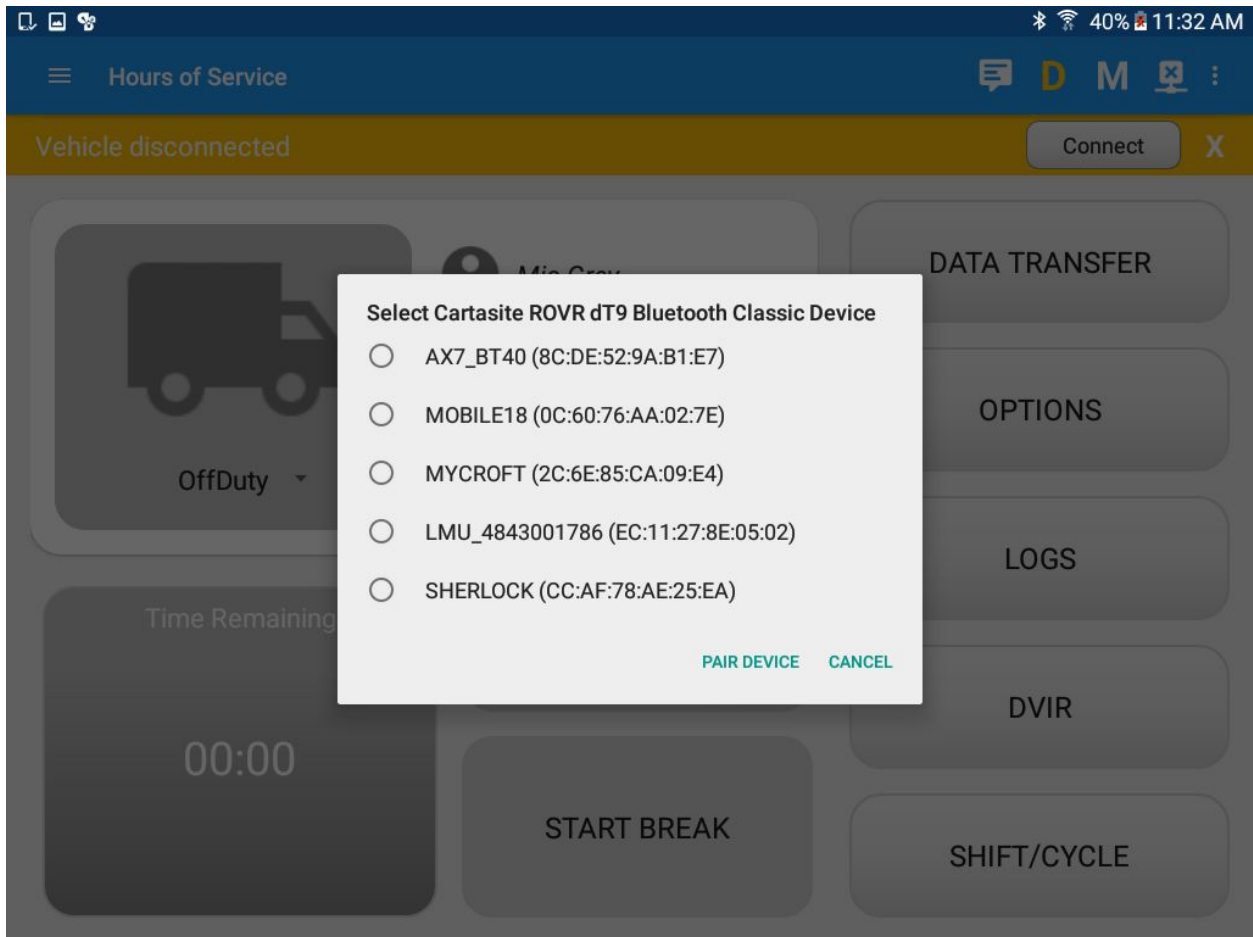 40% 11:32 AM
Hours of Service
D M
Vehicle disconnected
Connect X
DATA TRANSFER
Select Cartasite ROVR dT9 Bluetooth Classic Device
AX7_BT40 (8C:DE:52:9A:B1:E7)
MOBILE18 (0C:60:76:AA:02:7E)
OPTIONS
MYCROFT (2C:6E:85:CA:09:E4)
OffDuty
LMU_4843001786 (EC:11:27:8E:05:02)
LOGS
SHERLOCK (CC:AF:78:AE:25:EA)
Time Remaining
PAIR DEVICE CANCEL
DVIR
00:00
START BREAK
SHIFT/CYCLE